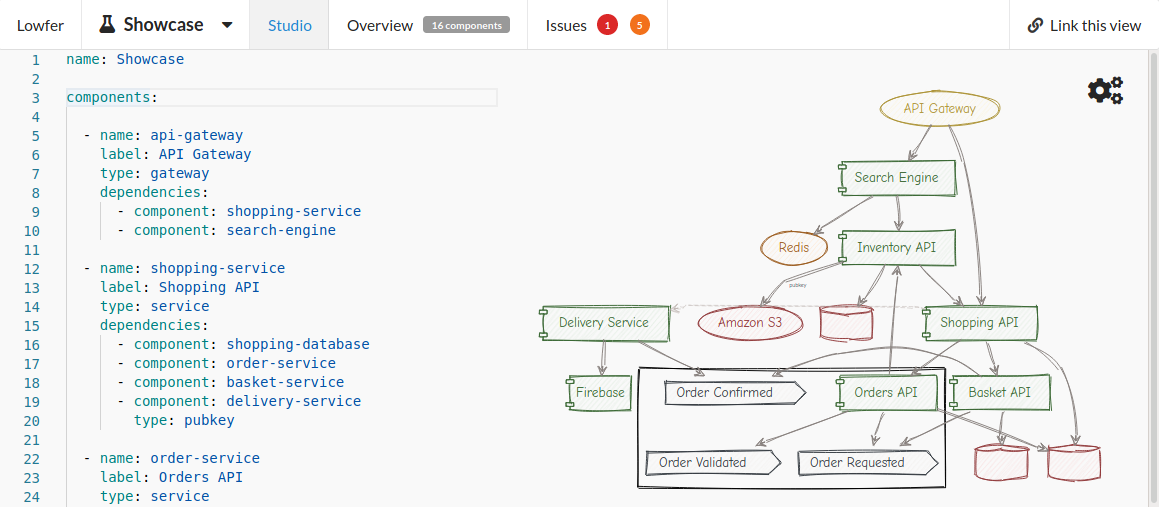 Lowfer Showcase Studio Overview 16 components Issues 1 5 Link this view
1 name: Showcase
2
3 components:
4
5 - name: api-gateway
6 label: API Gateway
7 type: gateway
8 dependencies:
9 - component: shopping-service
10 - component: search-engine
11
12 - name: shopping-service
13 label: Shopping API
14 type: service
15 dependencies:
16 - component: shopping-database
17 - component: order-service
18 - component: basket-service
19 - component: delivery-service
20 type: pubkey
21
22 - name: order-service
23 label: Orders API
24 type: service
API Gateway
Search Engine
Redis
Inventory API
pubkey
Delivery Service
Amazon S3
Shopping API
Firebase
Order Confirmed
Orders API
Basket API
Order Validated
Order Requested